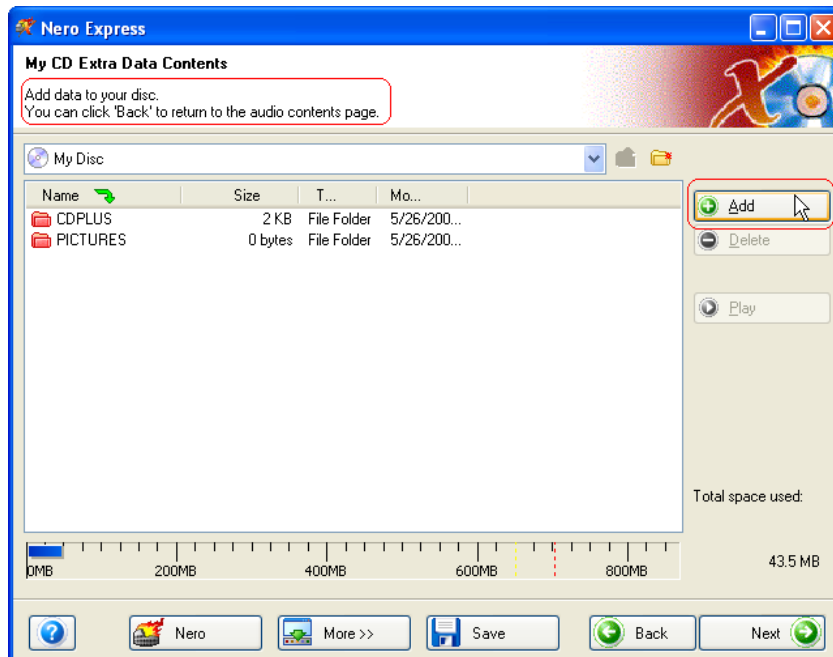 Nero Express
My CD Extra Data Contents
Add data to your disc.
You can click 'Back' to return to the audio contents page.
My Disc
Name Size T... Mo...
CDPLUS 2 KB File Folder 5/26/200...
PICTURES 0 bytes File Folder 5/26/200...
Add
Delete
Play
Total space used:
43.5 MB
0MB 200MB 400MB 600MB 800MB
Nero More >> Save Back Next